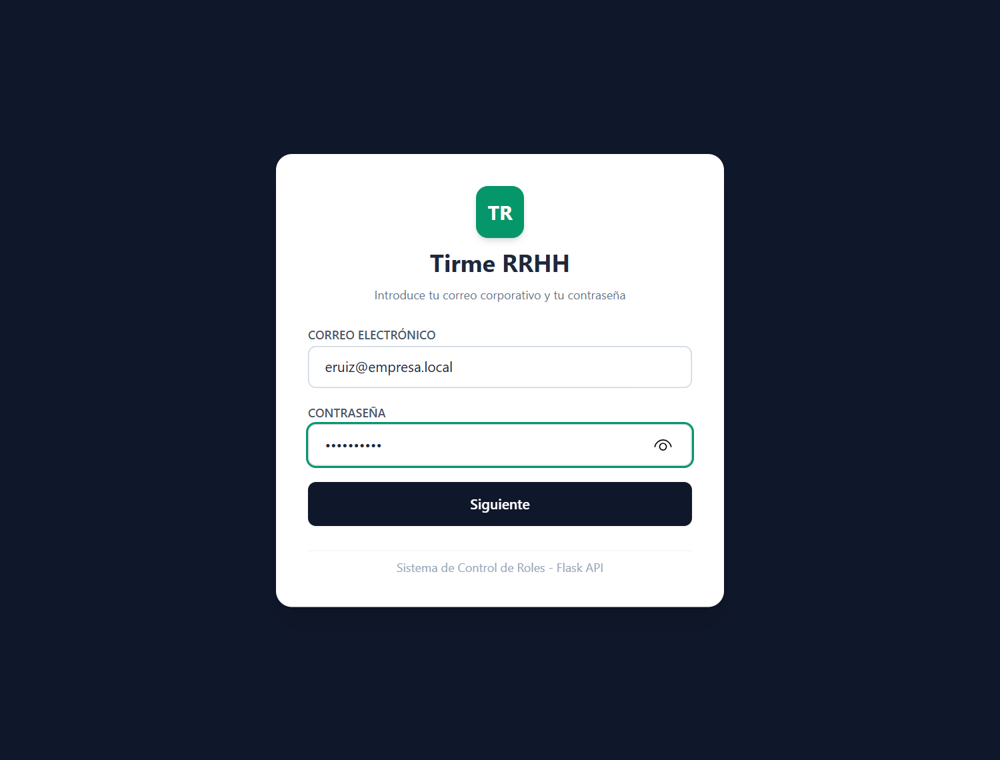 TR
Tirme RRHH
Introduce tu correo corporativo y tu contraseña
CORREO ELECTRÓNICO
eruiz@empresa.local
CONTRASEÑA
••••••••••
Siguiente
Sistema de Control de Roles - Flask API